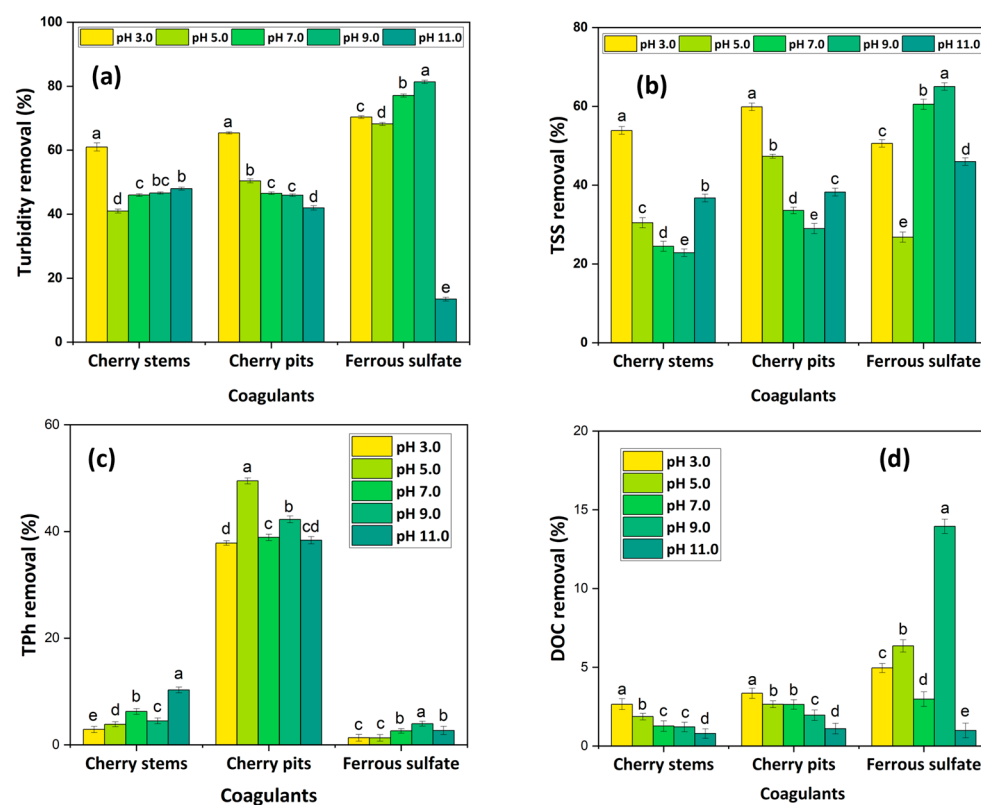 100
pH 3.0 pH 5.0 pH 7.0 pH 9.0 pH 11.0
(a)
80
60
40
20
0
Turbidity removal (%)
a d c bc b
a b c c d
c d b a e
Cherry stems Cherry pits Ferrous sulfate
Coagulants
80
pH 3.0 pH 5.0 pH 7.0 pH 9.0 pH 11.0
(b)
60
40
20
0
TSS removal (%)
a c d e b
a b d e c
c e b a d
Cherry stems Cherry pits Ferrous sulfate
Coagulants
60
(c)
pH 3.0
pH 5.0
pH 7.0
pH 9.0
pH 11.0
40
20
0
TPh removal (%)
e d b c a
d a c b cd
c c b a b
Cherry stems Cherry pits Ferrous sulfate
Coagulants
20
(d)
pH 3.0
pH 5.0
pH 7.0
pH 9.0
pH 11.0
15
10
5
0
DOC removal (%)
a b c c d
a b b c d
c b d a e
Cherry stems Cherry pits Ferrous sulfate
Coagulants